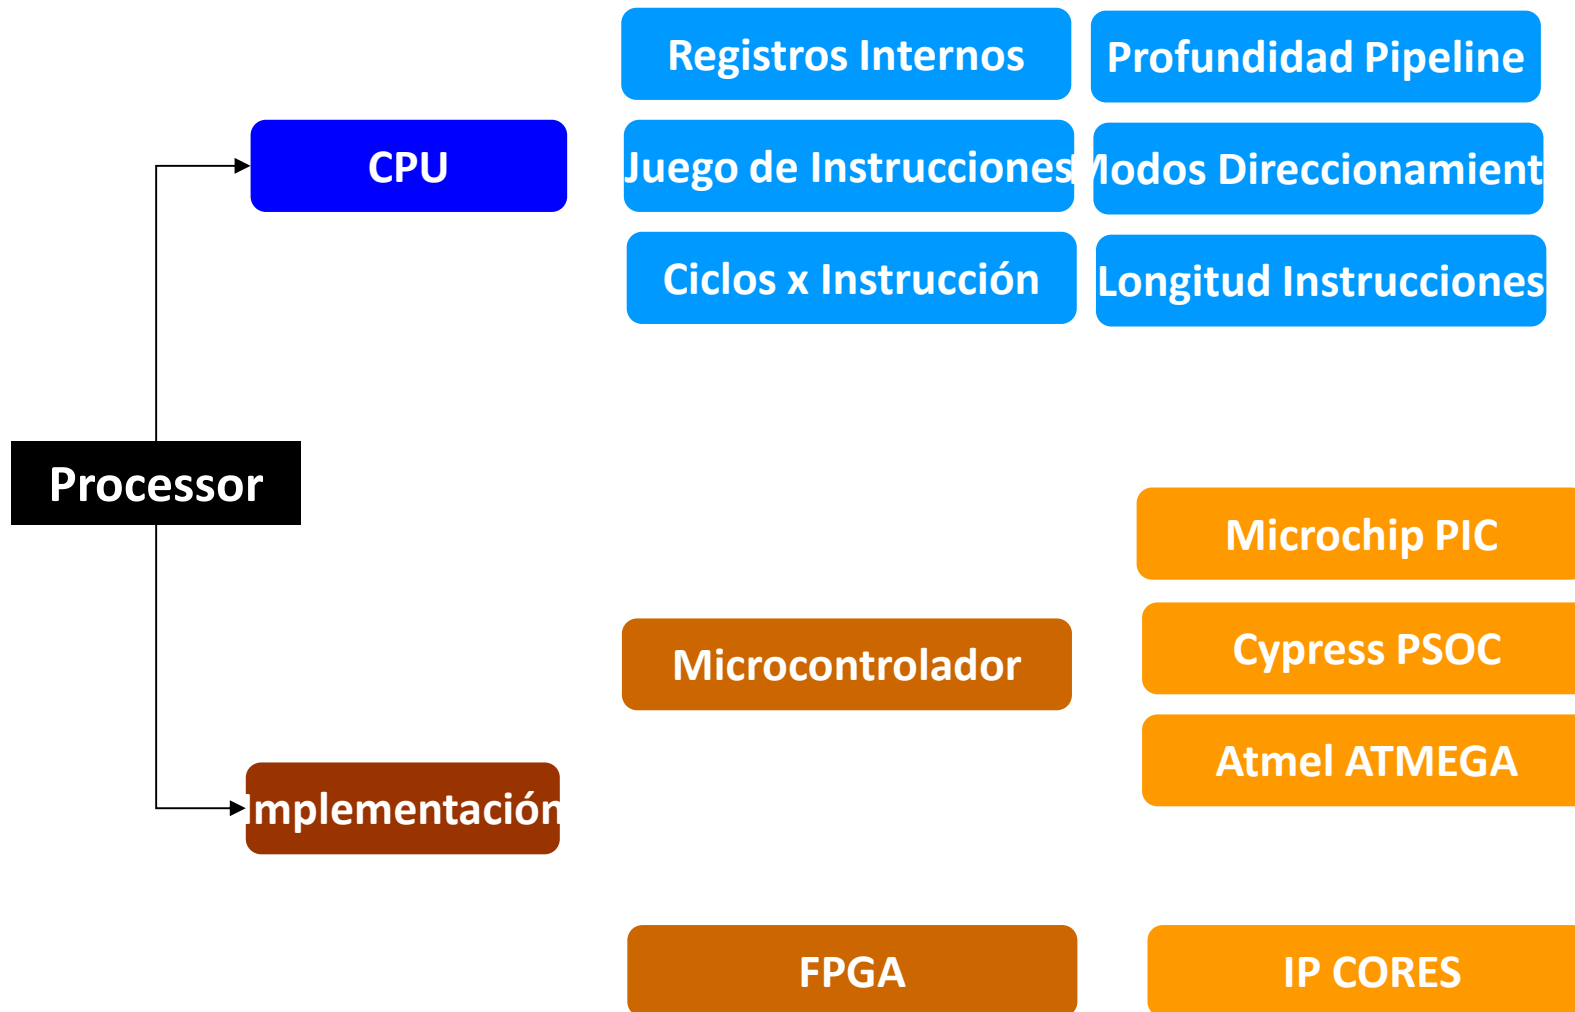 Registros Internos
Profundidad Pipeline
CPU
Juego de Instrucciones
Modos Direccionamient
Ciclos x Instrucción
Longitud Instrucciones
Processor
Microchip PIC
Cypress PSOC
Microcontrolador
Atmel ATMEGA
Implementación
FPGA
IP CORES